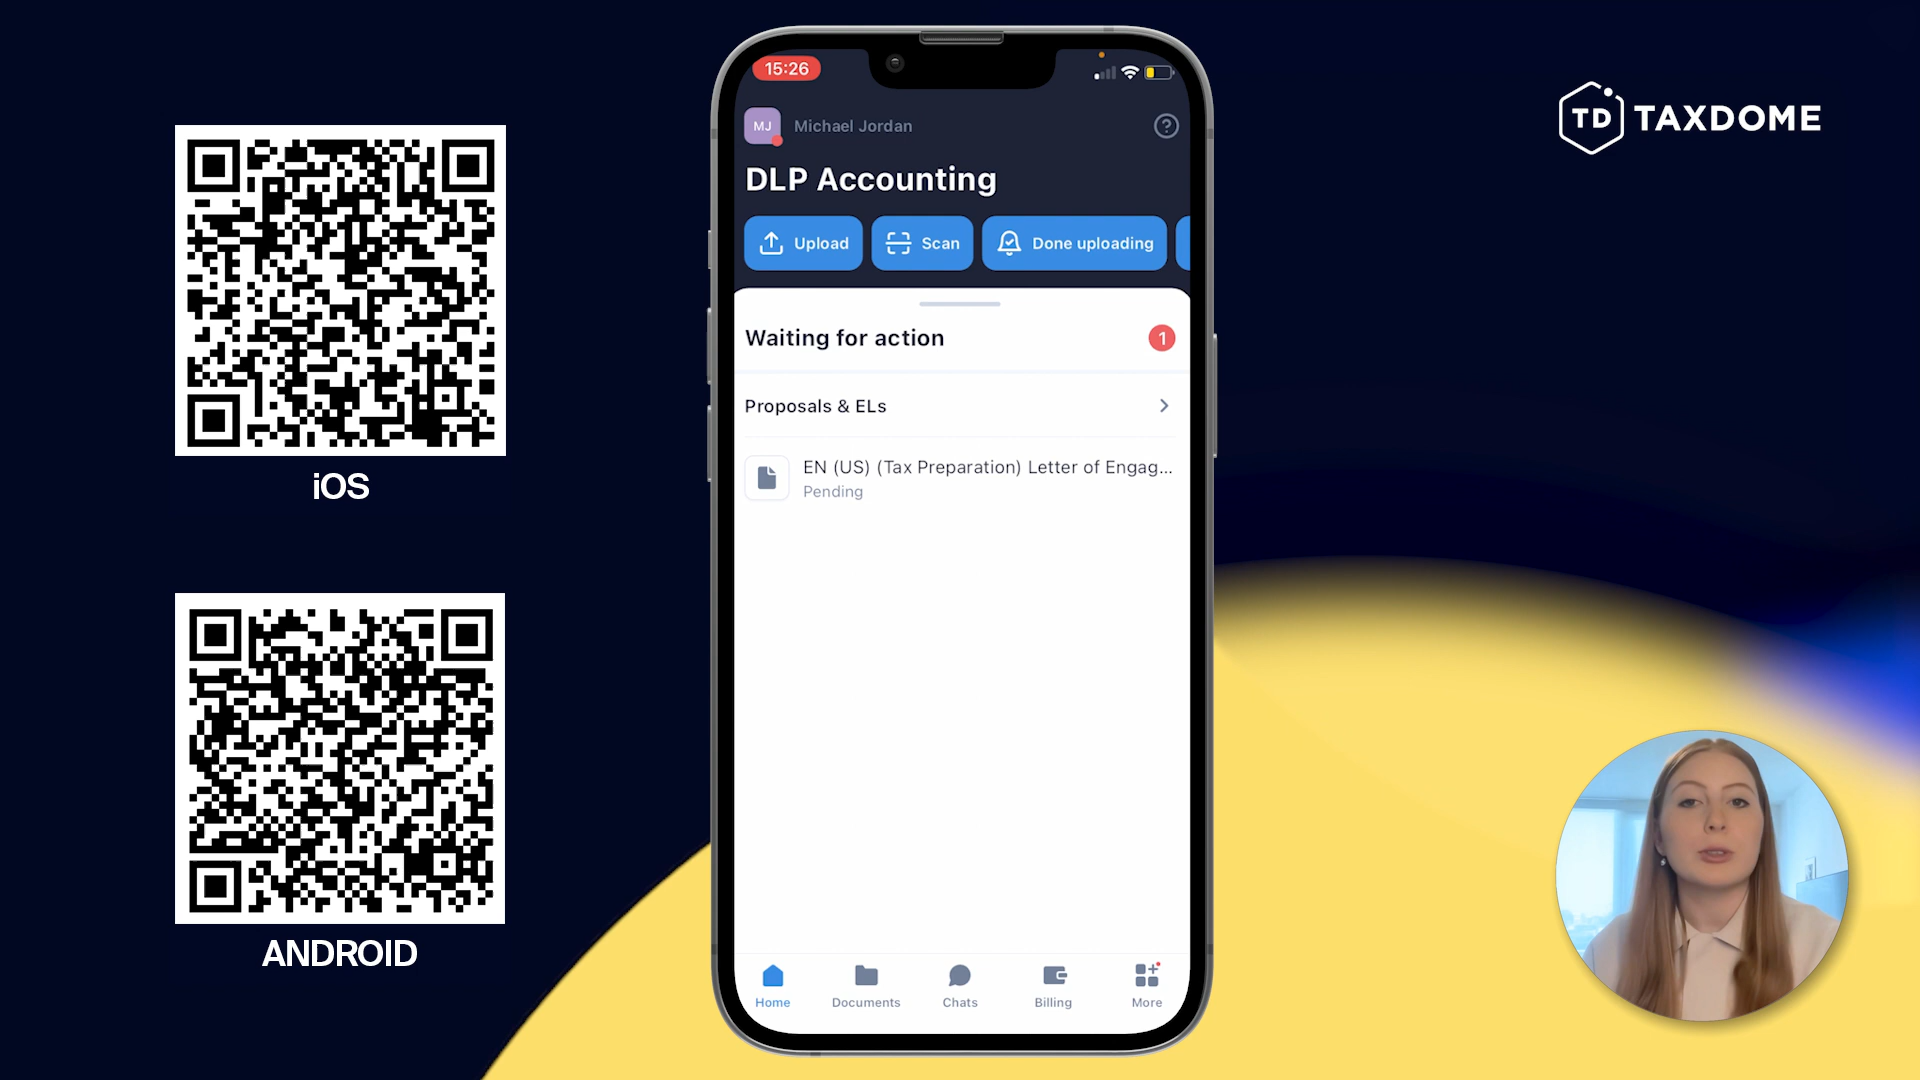 iOS
ANDROID
15:26
MJ
Michael Jordan
?
DLP Accounting
Upload
Scan
Done uploading
Waiting for action
1
Proposals & ELs
EN (US) (Tax Preparation) Letter of Engag...
Pending
Home
Documents
Chats
Billing
More
TD TAXDOME